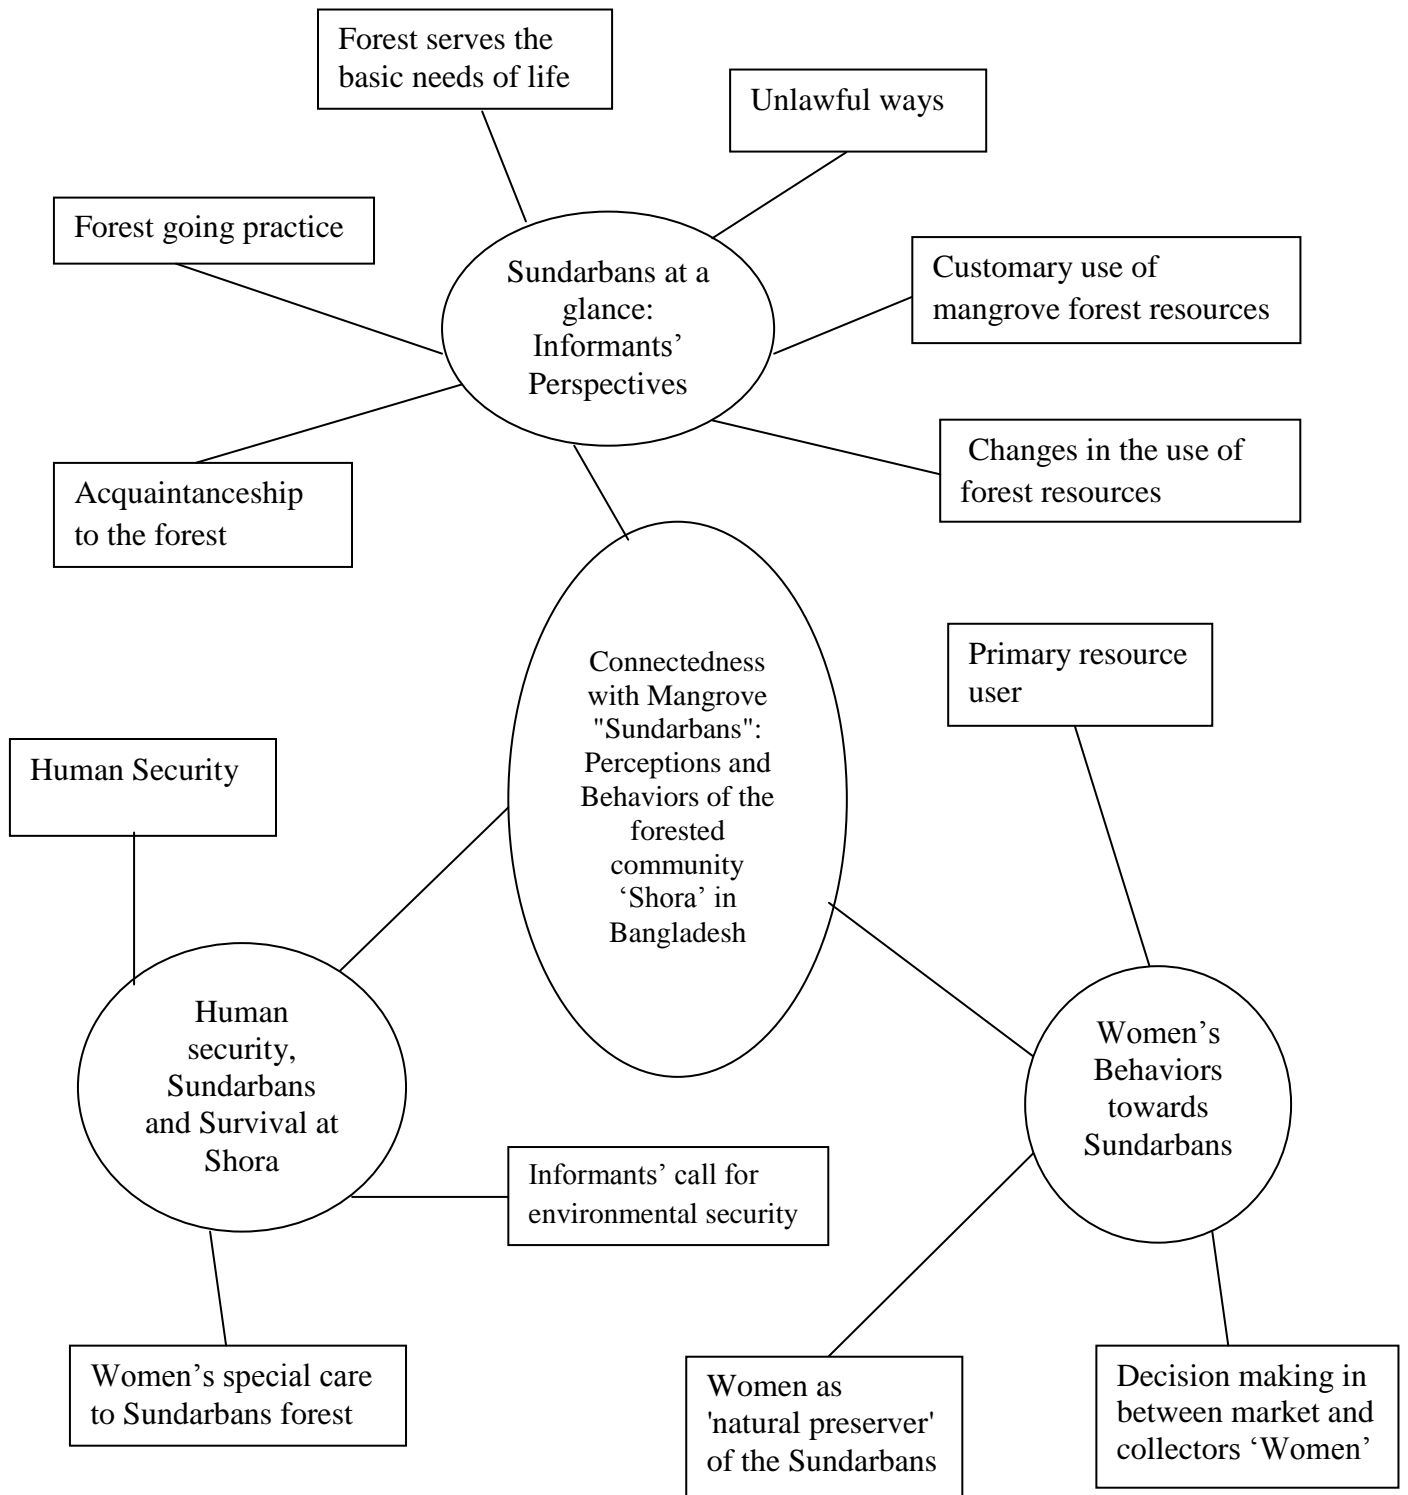 Forest serves the
basic needs of life
Unlawful ways
Forest going practice
Sundarbans at a
glance:
Informants’
Perspectives
Customary use of
mangrove forest resources
Acquaintanceship
to the forest
Changes in the use of
forest resources
Connectedness
with Mangrove
"Sundarbans":
Perceptions and
Behaviors of the
forested
community
‘Shora’ in
Bangladesh
Primary resource
user
Human Security
Human
security,
Sundarbans
and Survival at
Shora
Women’s
Behaviors
towards
Sundarbans
Informants’ call for
environmental security
Women’s special care
to Sundarbans forest
Women as
'natural preserver'
of the Sundarbans
Decision making in
between market and
collectors ‘Women’